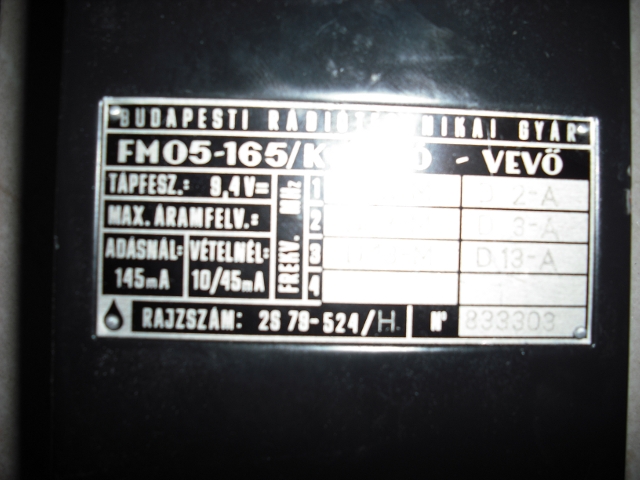 BUDAPESTI GYÁR
FM05-165/K - VEVŐ
TÁPFESZ.: 9,4V= MHz 1 2-A
MAX. ÁRAMFELV.: 2 3-A
ADÁSNÁL: VÉTELNÉL: FREKV. 3 D 13-A
145mA 10/45mA 4
RAJZSZÁM: 2S 79-524/H Nº 833303